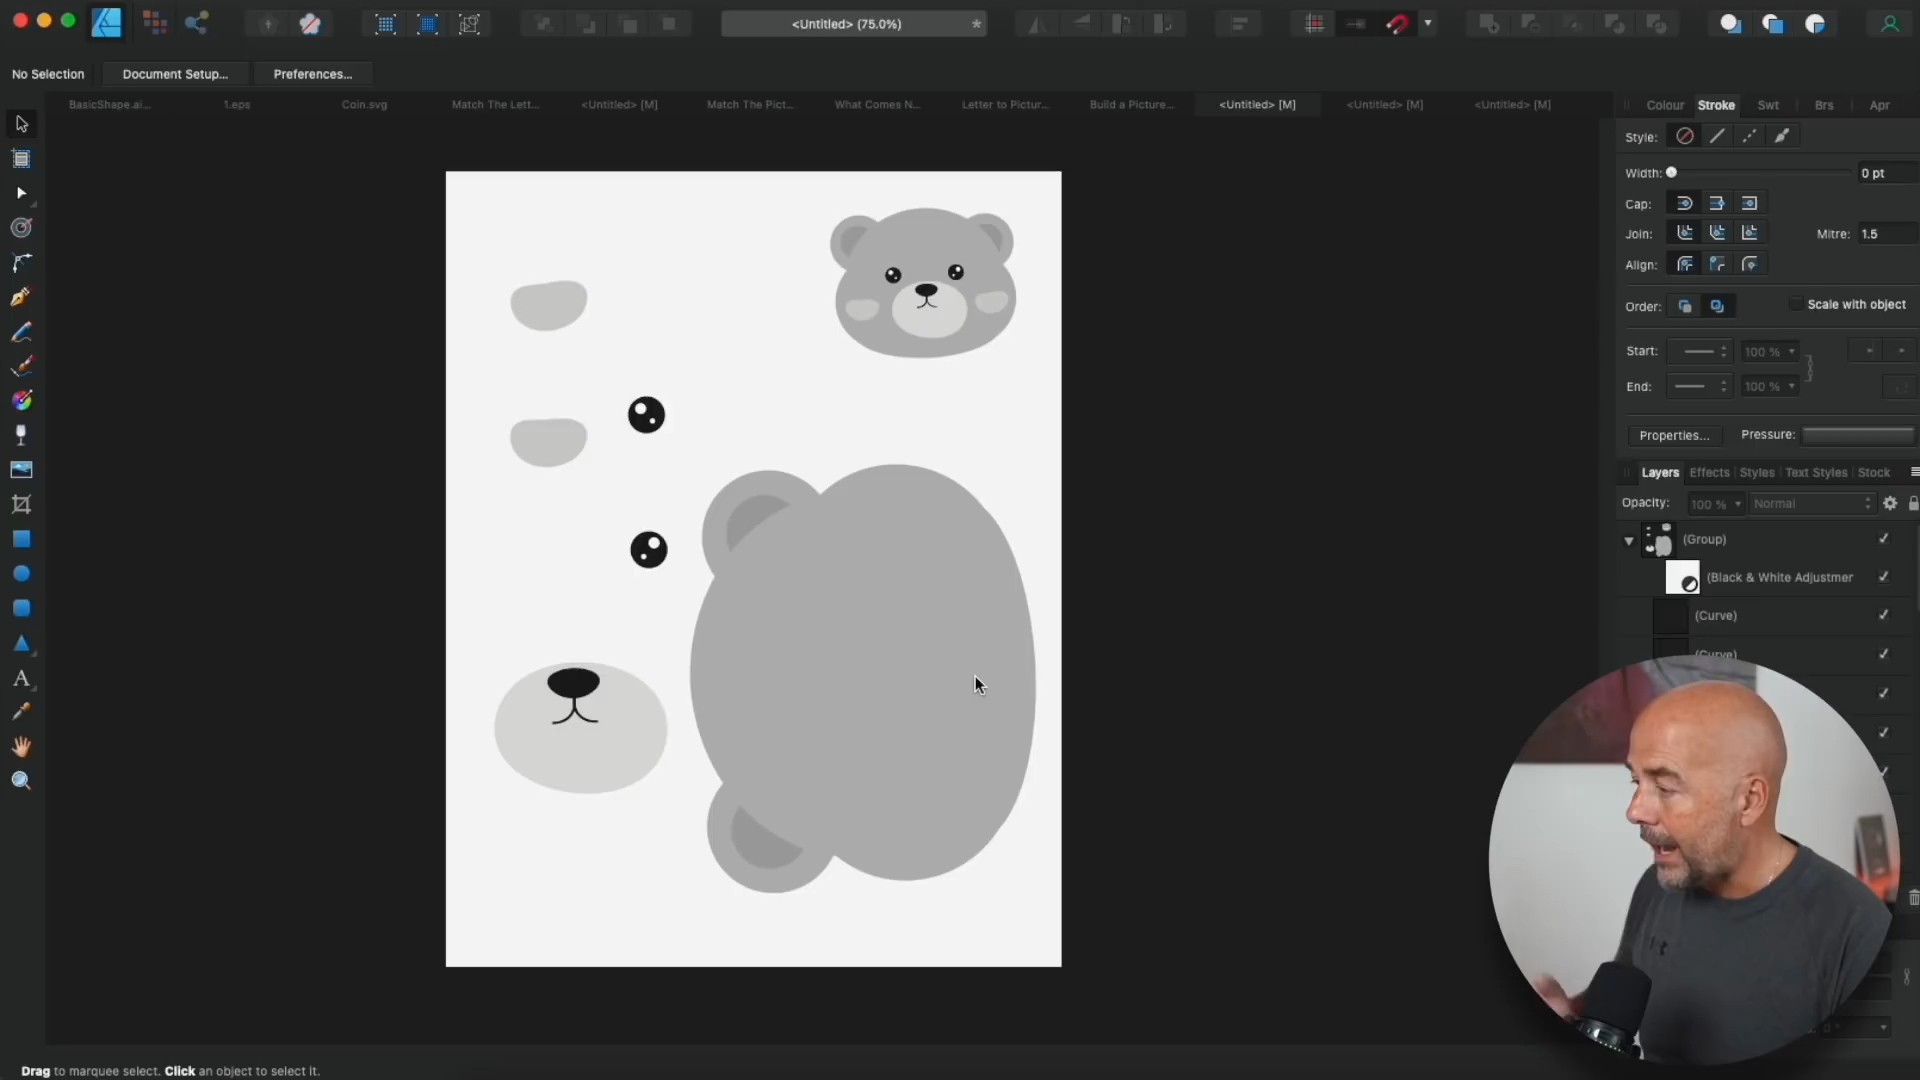 <Untitled> (75.0%)
No Selection
Document Setup...
Preferences...
BasicShape.ai...
1.eps
Coin.svg
Match The Lett...
<Untitled> [M]
Match The Pict...
What Comes N...
Letter to Pictur...
Build a Picture...
<Untitled> [M]
<Untitled> [M]
<Untitled> [M]
Colour Stroke Swt Brs Apr
Style:
Width: 0 pt
Cap:
Join: Mitre: 1.5
Align:
Order: Scale with object
Start: 100 %
End: 100 %
Properties... Pressure:
Layers Effects Styles Text Styles Stock
Opacity: 100 % Normal
(Group)
(Black & White Adjustmer
(Curve)
(Curve)
A
Drag to marquee select. Click an object to select it.